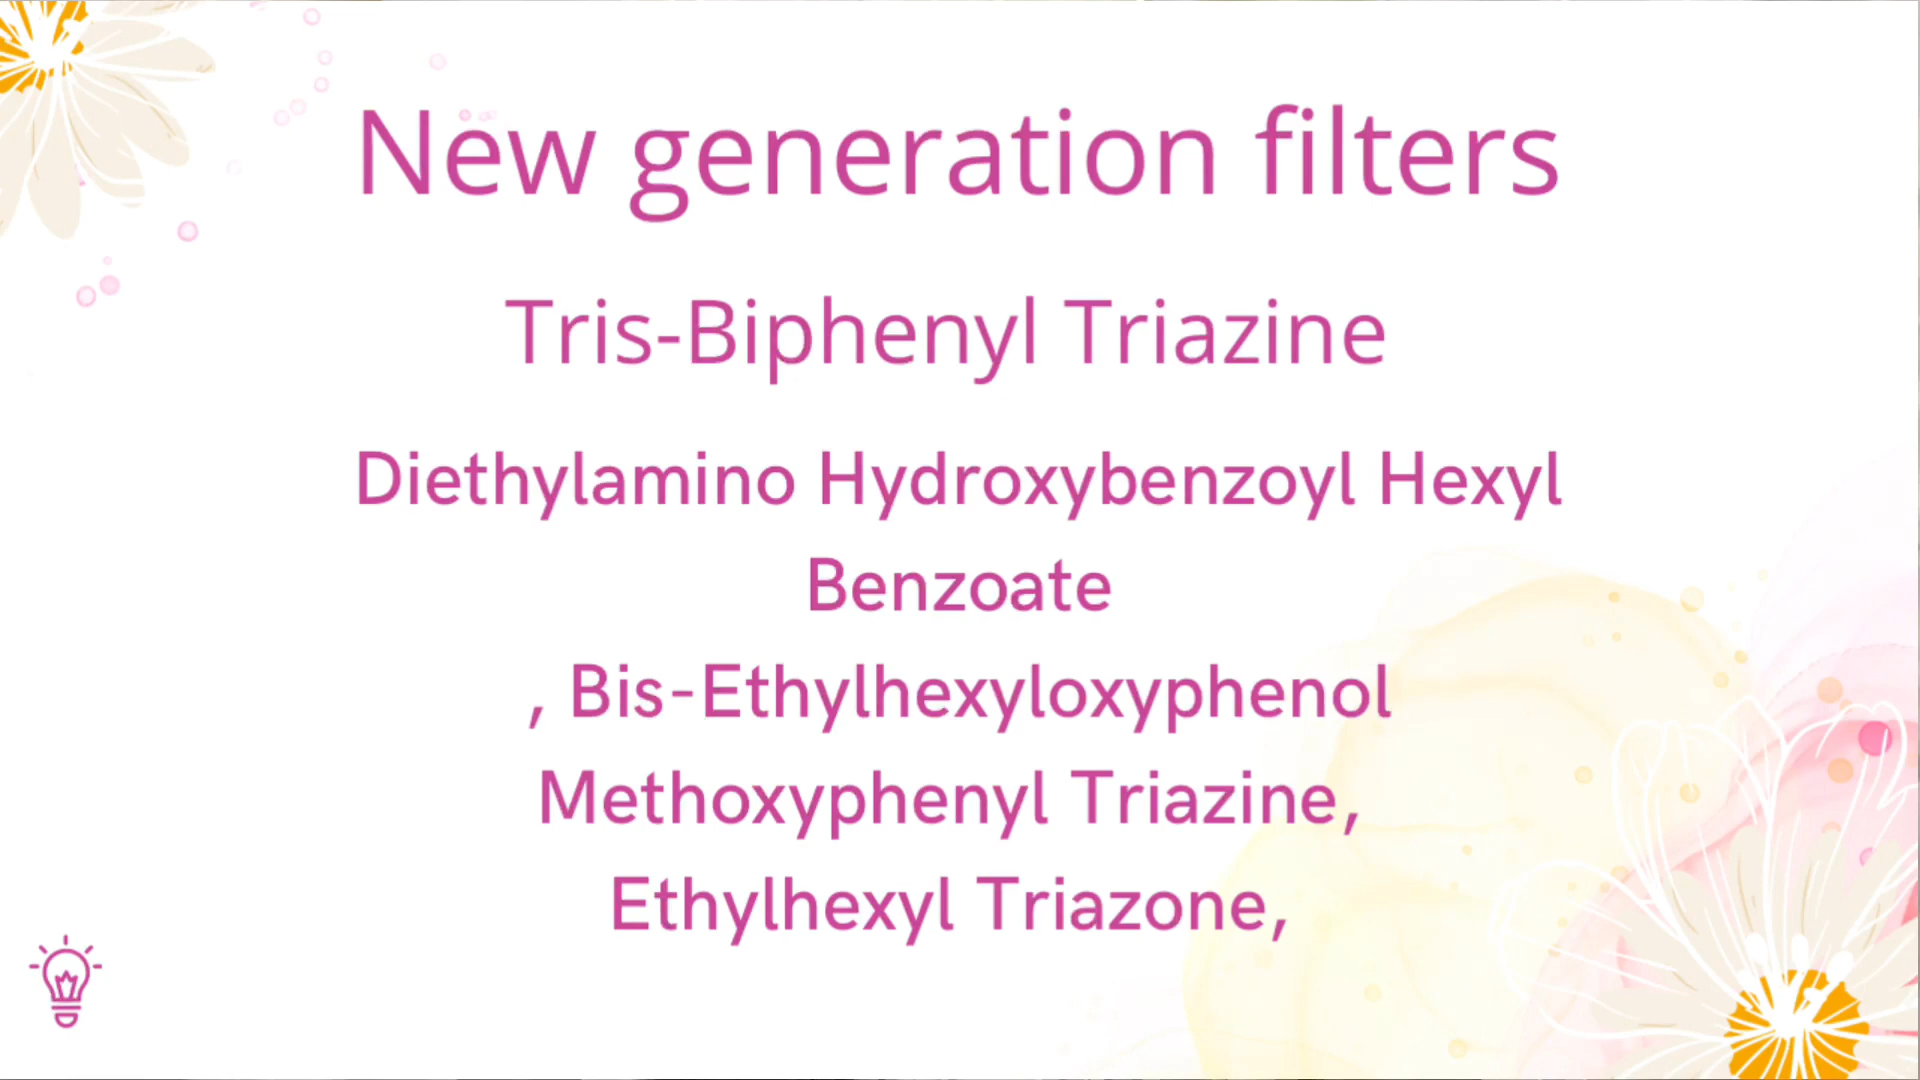 New generation filters
Tris-Biphenyl Triazine
Diethylamino Hydroxybenzoyl Hexyl
Benzoate
, Bis-Ethylhexyloxyphenol
Methoxyphenyl Triazine,
Ethylhexyl Triazone,